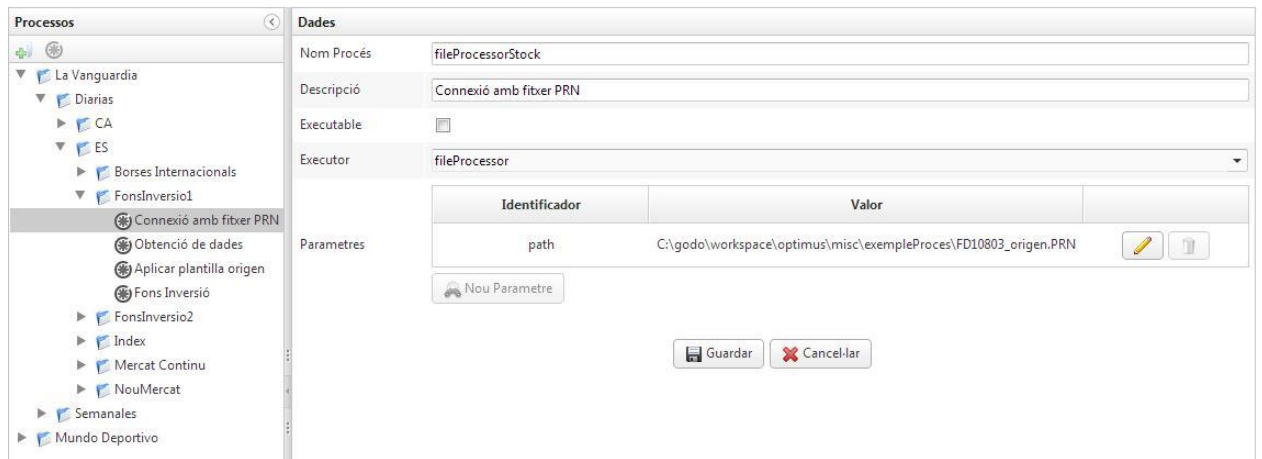 Processos
La Vanguardia
Diarias
CA
ES
Borses Internacionals
FonsInversio1
Connexió amb fitxer PRN
Obtenció de dades
Aplicar plantilla origen
Fons Inversió
FonsInversio2
Index
Mercat Continu
NouMercat
Semanales
Mundo Deportivo
Dades
Nom Procés fileProcessorStock
Descripció Connexió amb fitxer PRN
Executable
Executor fileProcessor
Identificador Valor
Parametres path C:\godo\workspace\optimus\misc\exempleProces\FD10803_origen.PRN
Nou Parametre
Guardar Cancel·lar